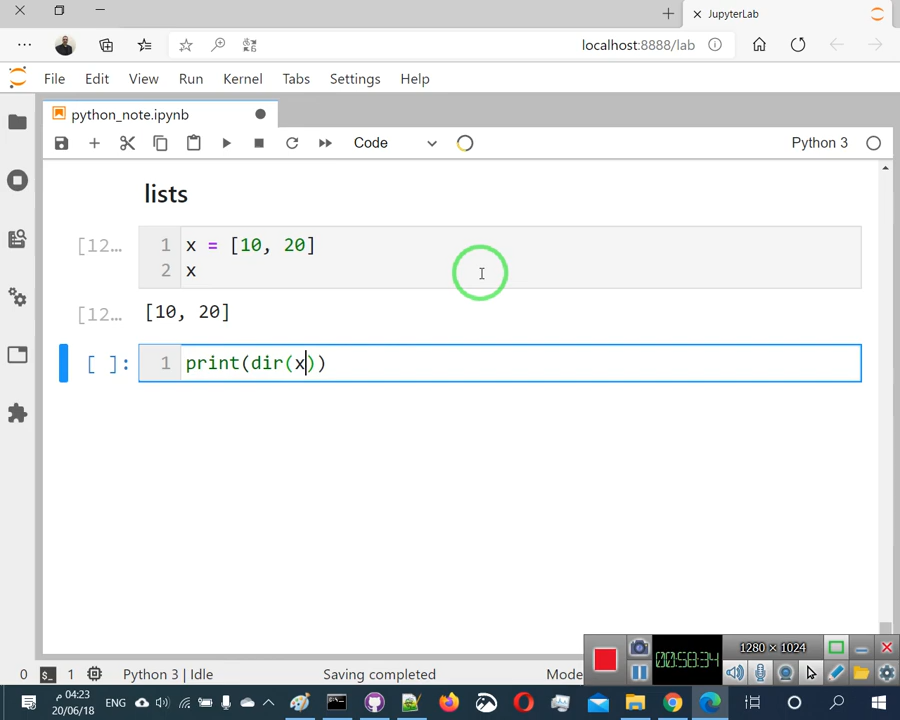 JupyterLab
localhost:8888/lab
File Edit View Run Kernel Tabs Settings Help
python_note.ipynb
Code
Python 3
lists
[12… 1 x = [10, 20]
2 x
[12… [10, 20]
[ ]: 1 print(dir(x))
1280 × 1024
00:58:34
0 1 Python 3 | Idle Saving completed Mode
04:23 م
20/06/18
ENG